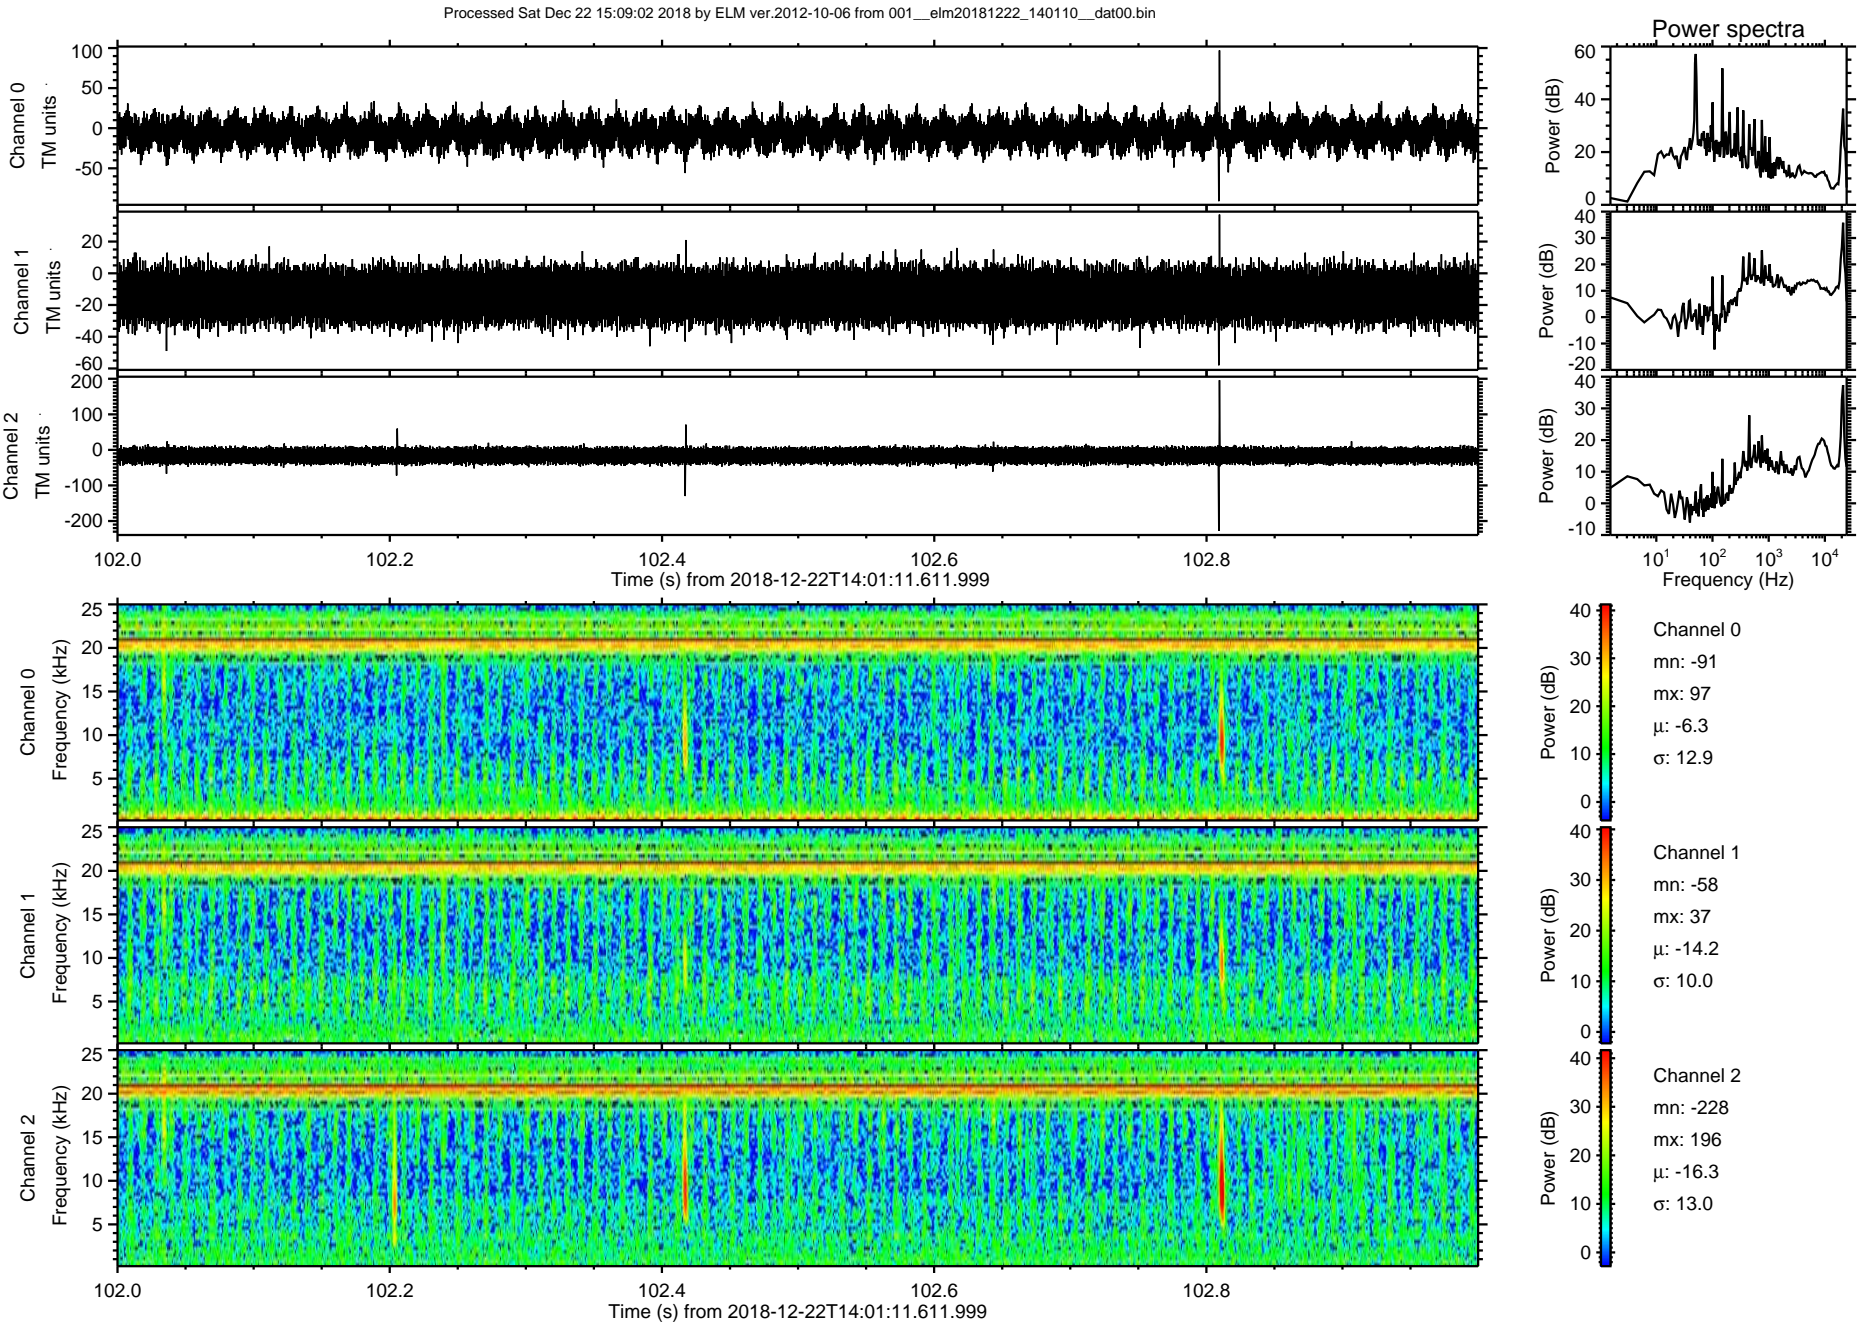 Processed Sat Dec 22 15:09:02 2018 by ELM ver.2012-10-06 from 001__elm20181222_140110__dat00.bin
Power spectra
Channel 0
TM units
100
50
0
-50
Power (dB)
60
40
20
0
Channel 1
TM units
20
0
-20
-40
-60
Power (dB)
40
30
20
10
0
-10
-20
Channel 2
TM units
200
100
0
-100
-200
Power (dB)
40
30
20
10
0
-10
102.0 102.2 102.4 102.6 102.8
Time (s) from 2018-12-22T14:01:11.611.999
10¹ 10² 10³ 10⁴
Frequency (Hz)
Channel 0
Frequency (kHz)
25
20
15
10
5
Power (dB)
40
30
20
10
0
Channel 0
mn: -91
mx: 97
μ: -6.3
σ: 12.9
Channel 1
Frequency (kHz)
25
20
15
10
5
Power (dB)
40
30
20
10
0
Channel 1
mn: -58
mx: 37
μ: -14.2
σ: 10.0
Channel 2
Frequency (kHz)
25
20
15
10
5
Power (dB)
40
30
20
10
0
Channel 2
mn: -228
mx: 196
μ: -16.3
σ: 13.0
102.0 102.2 102.4 102.6 102.8
Time (s) from 2018-12-22T14:01:11.611.999